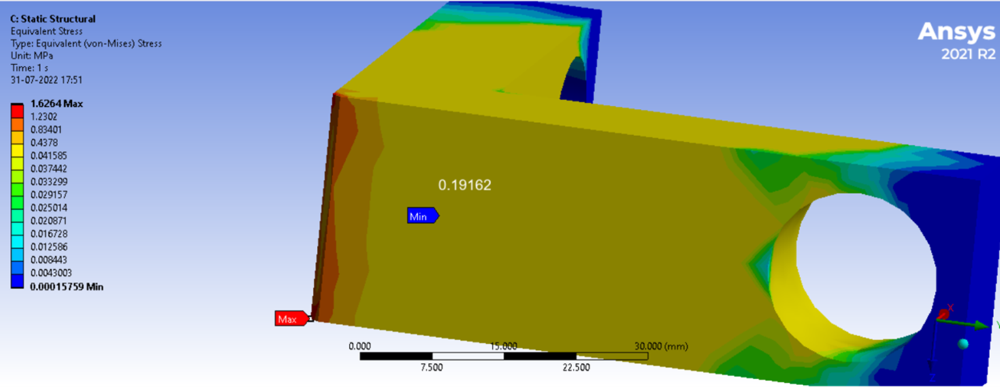 C: Static Structural
Equivalent Stress
Type: Equivalent (von-Mises) Stress
Unit: MPa
Time: 1 s
31-07-2022 17:51
1.6264 Max
1.2302
0.83401
0.4378
0.041585
0.037442
0.033299
0.029157
0.025014
0.020871
0.016728
0.012586
0.008443
0.0043003
0.00015759 Min
Ansys
2021 R2
0.19162
Min
Max
0.000 15.000 30.000 (mm)
7.500 22.500
X
Y
Z